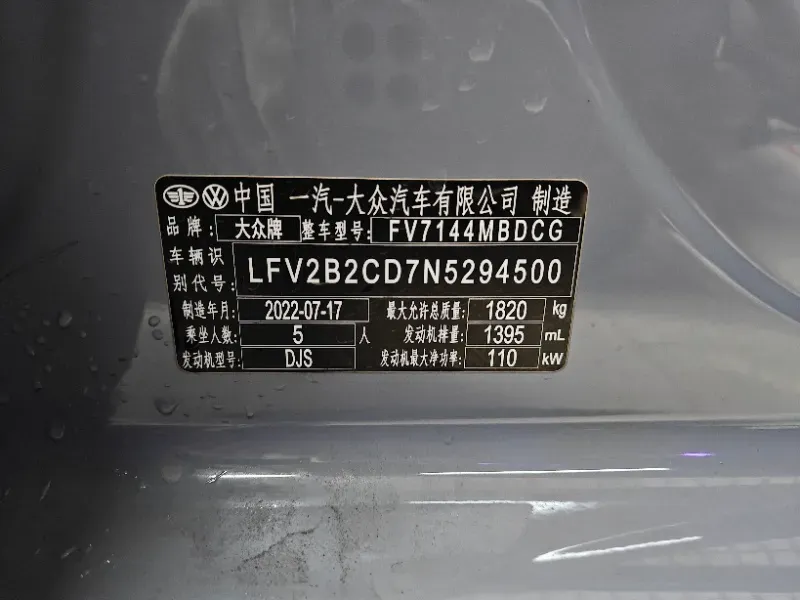 中国 一汽-大众汽车有限公司 制造
品牌: 大众牌 整车型号: FV7144MBDCG
车辆识别代号: LFV2B2CD7N5294500
制造年月: 2022-07-17 最大允许总质量: 1820 kg
乘坐人数: 5 人 发动机排量: 1395 mL
发动机型号: DJS 发动机最大净功率: 110 kW